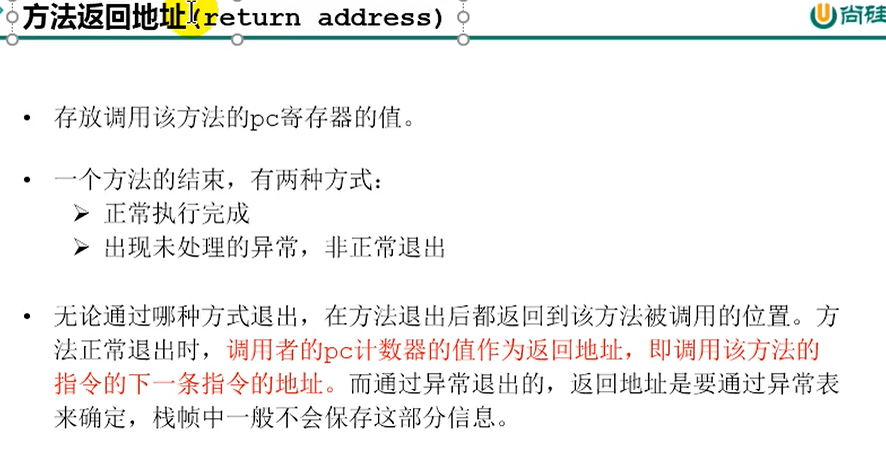 方法返回地址(return address)
尚硅
• 存放调用该方法的pc寄存器的值。
• 一个方法的结束，有两种方式：
➢ 正常执行完成
➢ 出现未处理的异常，非正常退出
• 无论通过哪种方式退出，在方法退出后都返回到该方法被调用的位置。方
法正常退出时，调用者的pc计数器的值作为返回地址，即调用该方法的
指令的下一条指令的地址。而通过异常退出的，返回地址是要通过异常表
来确定，栈帧中一般不会保存这部分信息。